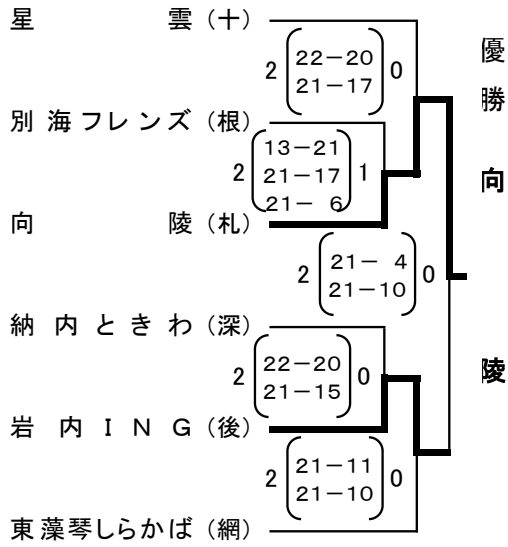 星 雲（十）
2 22−20 0
21−17
別海フレンズ（根）
13−21
2 21−17 1
21− 6
向 陵（札）
2 21− 4 0
21−10
納内ときわ（深）
2 22−20 0
21−15
岩内ＩＮＧ（後）
2 21−11 0
21−10
東藻琴しらかば（網）
優勝 向陵